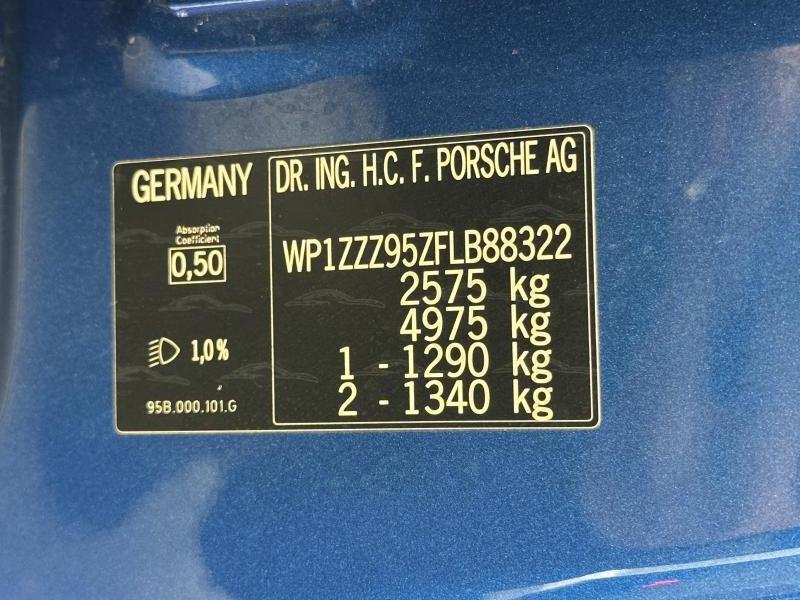 GERMANY
Absorption
Coefficient
0,50
1,0%
95B.000.101.G
DR. ING. H.C. F. PORSCHE AG
WP1ZZZ95ZFLB88322
2575 kg
4975 kg
1 - 1290 kg
2 - 1340 kg